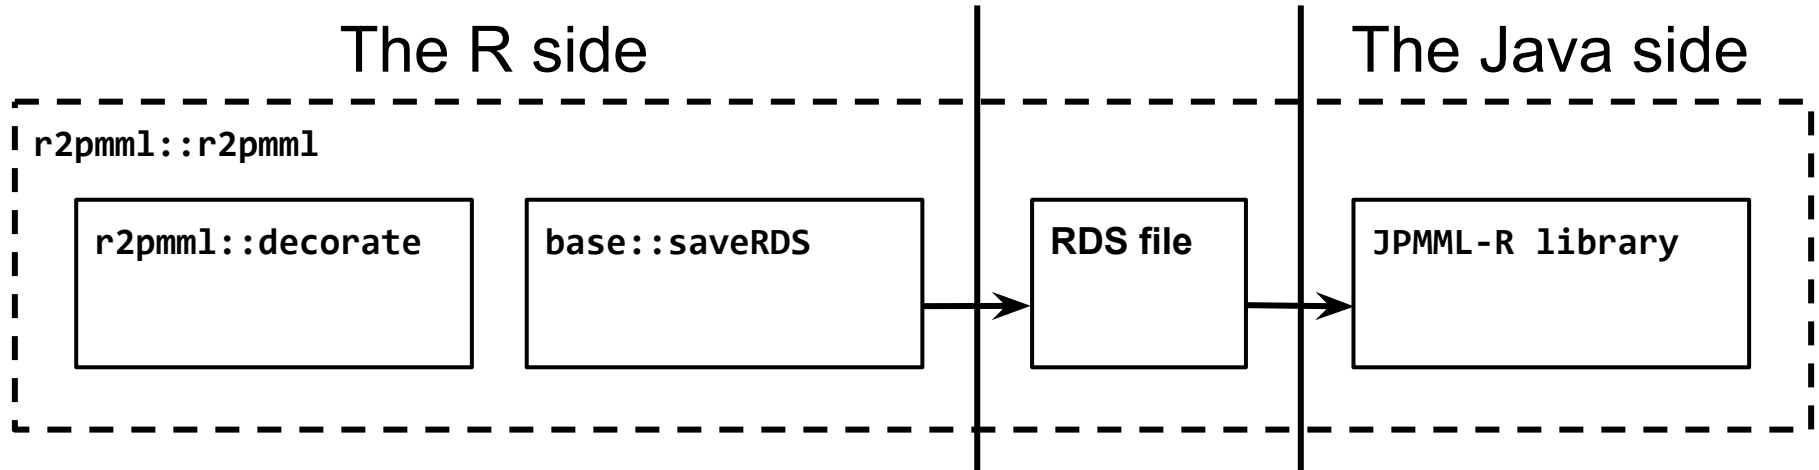 The R side
The Java side
r2pmml::r2pmml
r2pmml::decorate
base::saveRDS
RDS file
JPMML-R library